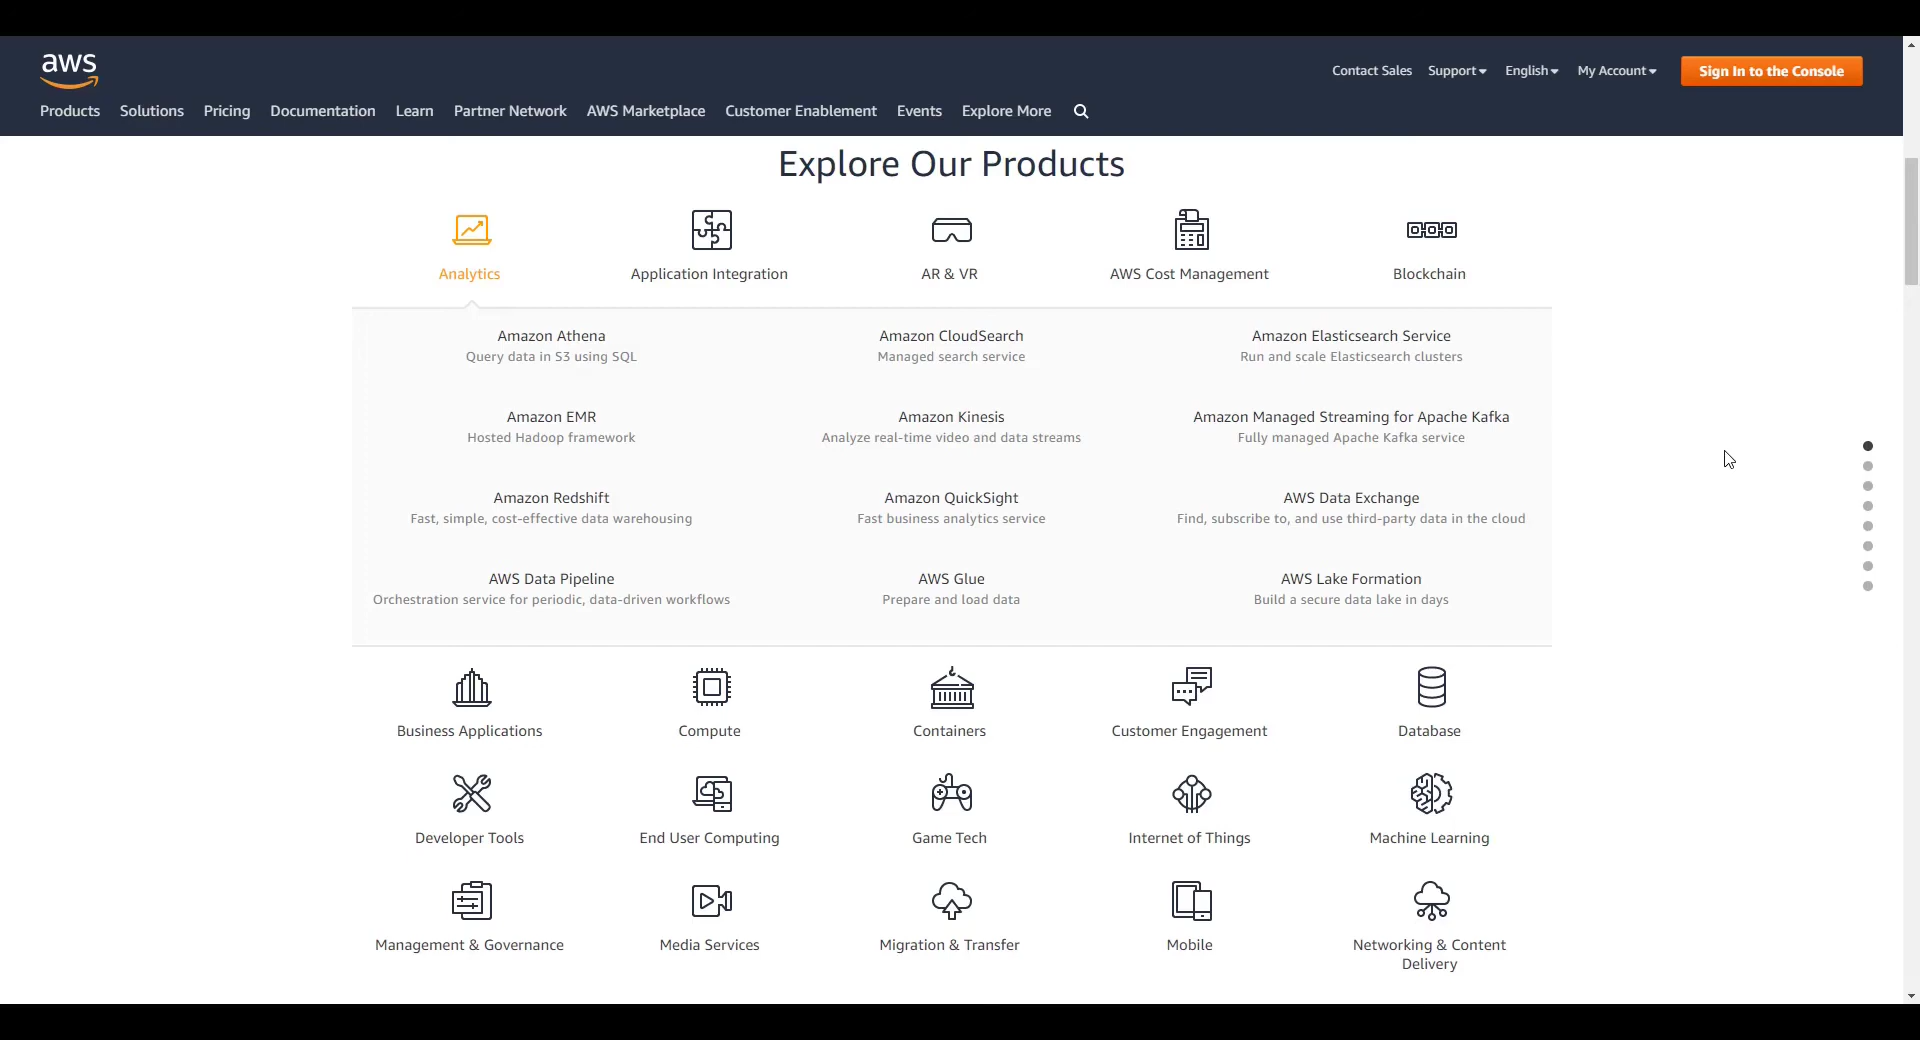 aws
Contact Sales Support English My Account Sign In to the Console
Products Solutions Pricing Documentation Learn Partner Network AWS Marketplace Customer Enablement Events Explore More
Explore Our Products
Analytics Application Integration AR & VR AWS Cost Management Blockchain
Amazon Athena Amazon CloudSearch Amazon Elasticsearch Service
Query data in S3 using SQL Managed search service Run and scale Elasticsearch clusters
Amazon EMR Amazon Kinesis Amazon Managed Streaming for Apache Kafka
Hosted Hadoop framework Analyze real-time video and data streams Fully managed Apache Kafka service
Amazon Redshift Amazon QuickSight AWS Data Exchange
Fast, simple, cost-effective data warehousing Fast business analytics service Find, subscribe to, and use third-party data in the cloud
AWS Data Pipeline AWS Glue AWS Lake Formation
Orchestration service for periodic, data-driven workflows Prepare and load data Build a secure data lake in days
Business Applications Compute Containers Customer Engagement Database
Developer Tools End User Computing Game Tech Internet of Things Machine Learning
Management & Governance Media Services Migration & Transfer Mobile Networking & Content
Delivery